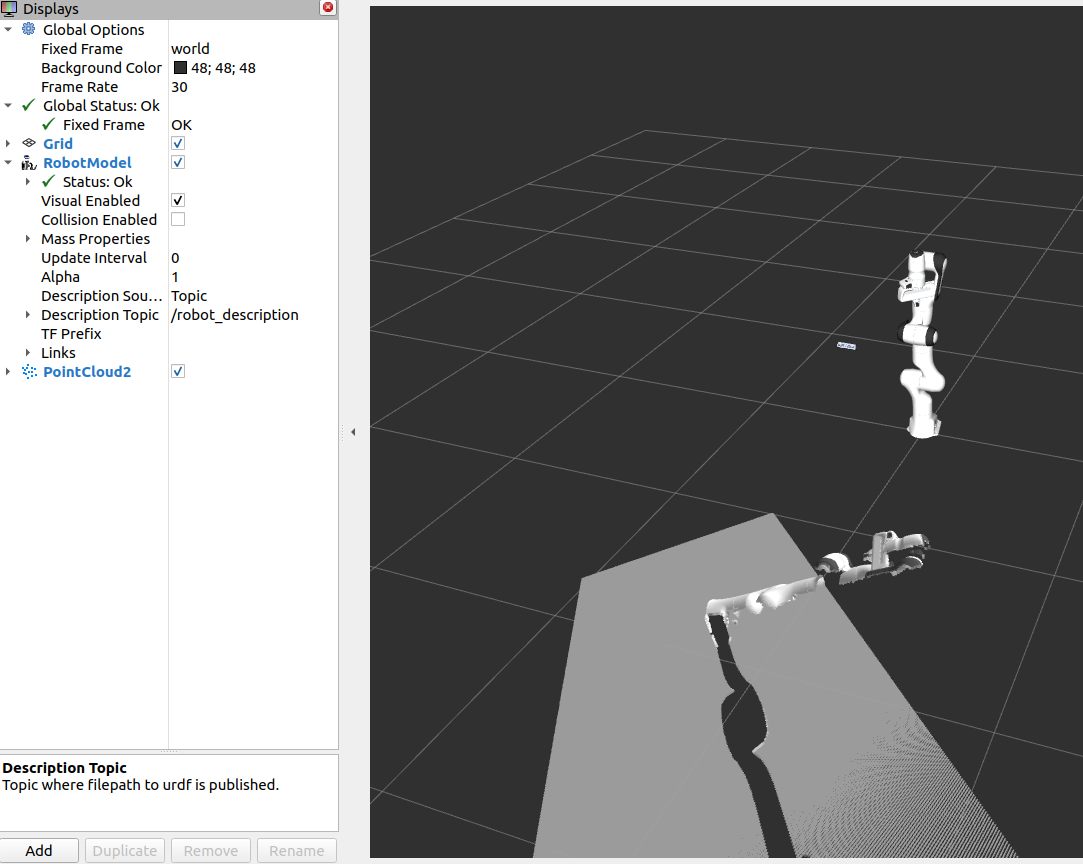 Displays
Global Options
Fixed Frame world
Background Color 48; 48; 48
Frame Rate 30
Global Status: Ok
Fixed Frame OK
Grid
RobotModel
Status: Ok
Visual Enabled
Collision Enabled
Mass Properties
Update Interval 0
Alpha 1
Description Sou... Topic
Description Topic /robot_description
TF Prefix
Links
PointCloud2
Description Topic
Topic where filepath to urdf is published.
Add Duplicate Remove Rename